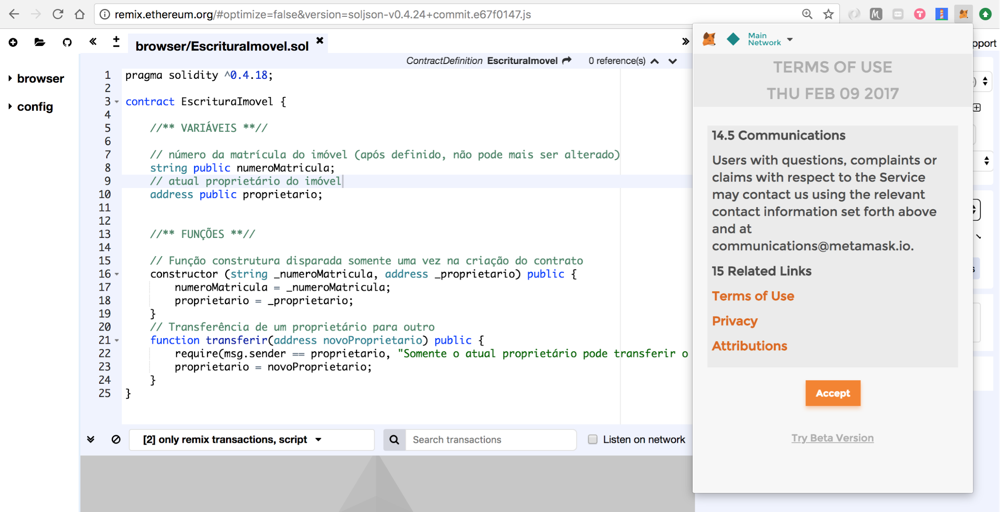 remix.ethereum.org/#optimize=false&version=soljson-v0.4.24+commit.e67f0147.js
browser/EscrituraImovel.sol
ContractDefinition EscrituraImovel 0 reference(s)
browser
config
1 pragma solidity ^0.4.18;
2
3 contract EscrituraImovel {
4
5 //** VARIÁVEIS **//
6
7 // número da matrícula do imóvel (após definido, não pode mais ser alterado)
8 string public numeroMatricula;
9 // atual proprietário do imóvel
10 address public proprietario;
11
12
13 //** FUNÇÕES **//
14
15 // Função construtura disparada somente uma vez na criação do contrato
16 constructor (string _numeroMatricula, address _proprietario) public {
17 numeroMatricula = _numeroMatricula;
18 proprietario = _proprietario;
19 }
20 // Transferência de um proprietário para outro
21 function transferir(address novoProprietario) public {
22 require(msg.sender == proprietario, "Somente o atual proprietário pode transferir o
23 proprietario = novoProprietario;
24 }
25 }
[2] only remix transactions, script
Search transactions
Listen on network
Main
Network
TERMS OF USE
THU FEB 09 2017
14.5 Communications
Users with questions, complaints or
claims with respect to the Service
may contact us using the relevant
contact information set forth above
and at
communications@metamask.io.
15 Related Links
Terms of Use
Privacy
Attributions
Accept
Try Beta Version
pport